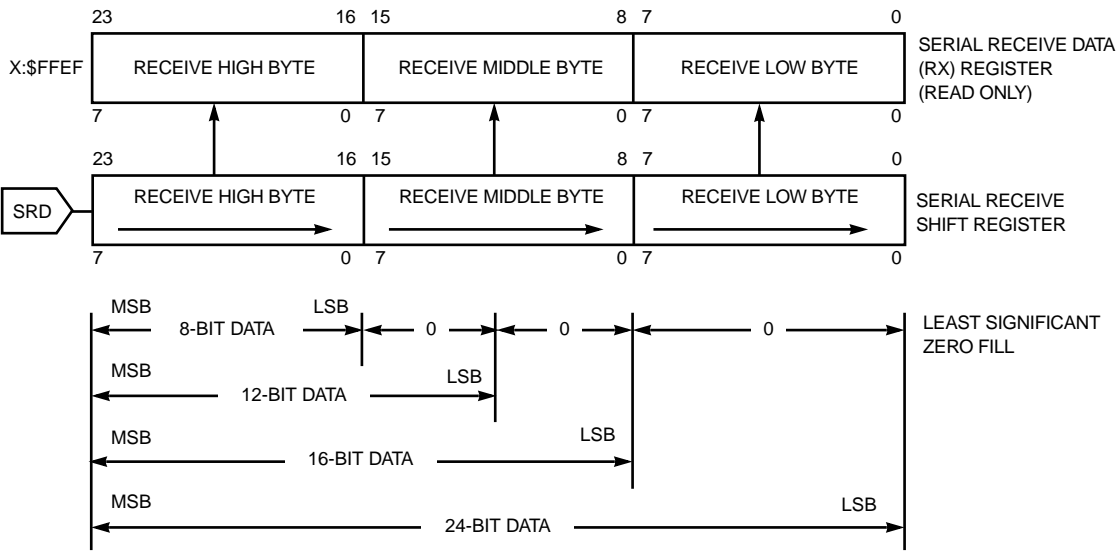 23 16 15 8 7 0
X:$FFEF RECEIVE HIGH BYTE RECEIVE MIDDLE BYTE RECEIVE LOW BYTE
SERIAL RECEIVE DATA
(RX) REGISTER
(READ ONLY)
7 0 7 0 7 0
23 16 15 8 7 0
SRD RECEIVE HIGH BYTE RECEIVE MIDDLE BYTE RECEIVE LOW BYTE
SERIAL RECEIVE
SHIFT REGISTER
7 0 7 0 7 0
MSB LSB
8-BIT DATA 0 0 0
LEAST SIGNIFICANT
ZERO FILL
MSB LSB
12-BIT DATA
MSB LSB
16-BIT DATA
MSB LSB
24-BIT DATA